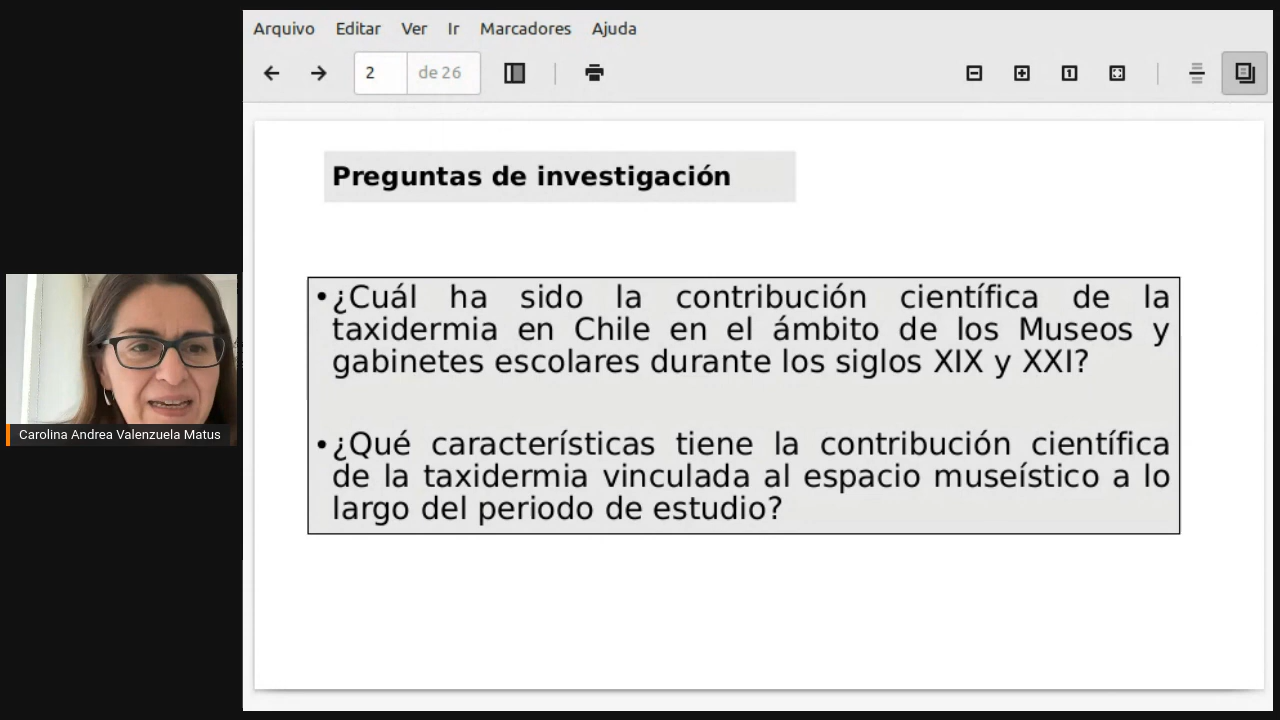 Arquivo Editar Ver Ir Marcadores Ajuda
2 de 26
Preguntas de investigación
•¿Cuál ha sido la contribución científica de la
taxidermia en Chile en el ámbito de los Museos y
gabinetes escolares durante los siglos XIX y XXI?
•¿Qué características tiene la contribución científica
de la taxidermia vinculada al espacio museístico a lo
largo del periodo de estudio?
Carolina Andrea Valenzuela Matus